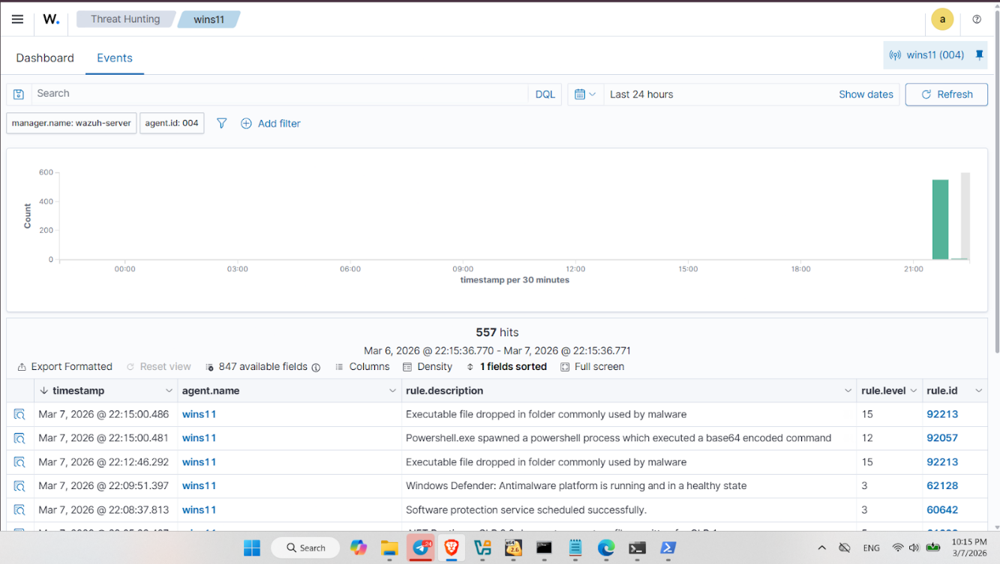 W. Threat Hunting wins11 a
Dashboard Events wins11 (004)
Search DQL Last 24 hours Show dates Refresh
manager.name: wazuh-server agent.id: 004 Add filter
600
400
200
0
Count
00:00 03:00 06:00 09:00 12:00 15:00 18:00 21:00
timestamp per 30 minutes
557 hits
Mar 6, 2026 @ 22:15:36.770 - Mar 7, 2026 @ 22:15:36.771
Export Formatted Reset view 847 available fields Columns Density 1 fields sorted Full screen
timestamp agent.name rule.description rule.level rule.id
Mar 7, 2026 @ 22:15:00.486 wins11 Executable file dropped in folder commonly used by malware 15 92213
Mar 7, 2026 @ 22:15:00.481 wins11 Powershell.exe spawned a powershell process which executed a base64 encoded command 12 92057
Mar 7, 2026 @ 22:12:46.292 wins11 Executable file dropped in folder commonly used by malware 15 92213
Mar 7, 2026 @ 22:09:51.397 wins11 Windows Defender: Antimalware platform is running and in a healthy state 3 62128
Mar 7, 2026 @ 22:08:37.813 wins11 Software protection service scheduled successfully. 3 60642
Search 24 x64 2.6 ENG 10:15 PM
3/7/2026